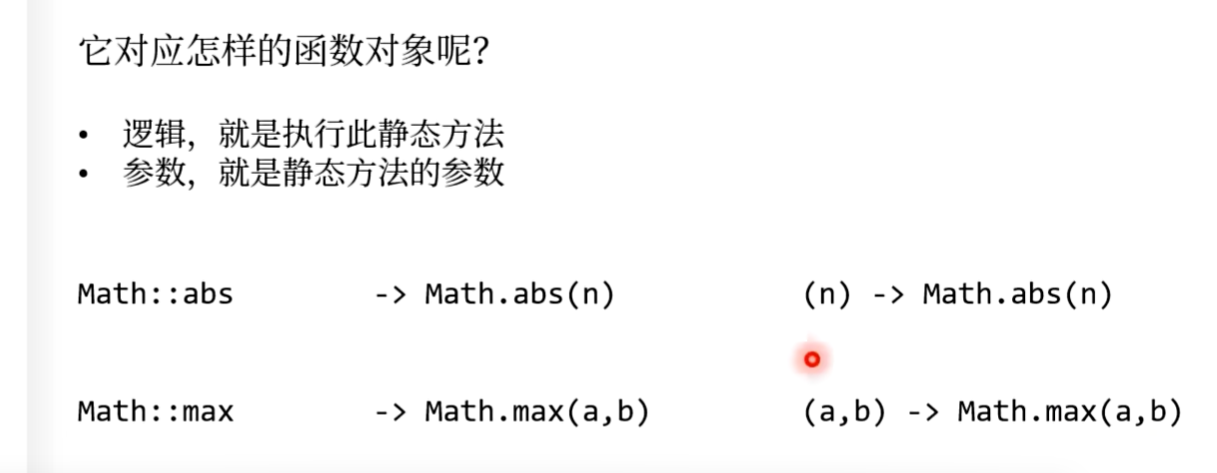 它对应怎样的函数对象呢？
• 逻辑，就是执行此静态方法
• 参数，就是静态方法的参数
Math::abs -> Math.abs(n) (n) -> Math.abs(n)
Math::max -> Math.max(a,b) (a,b) -> Math.max(a,b)